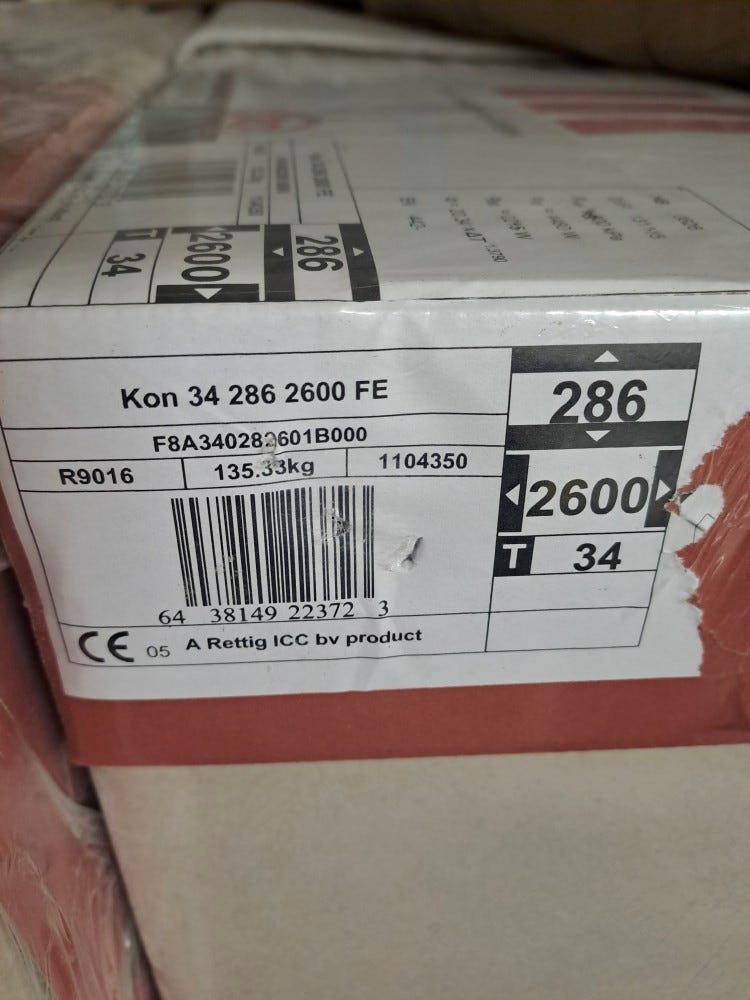 286
2600
T 34
Kon 34 286 2600 FE
F8A340282601B000
R9016 135.33kg 1104350
64 38149 22372 3
CE 05 A Rettig ICC bv product
286
2600
T 34